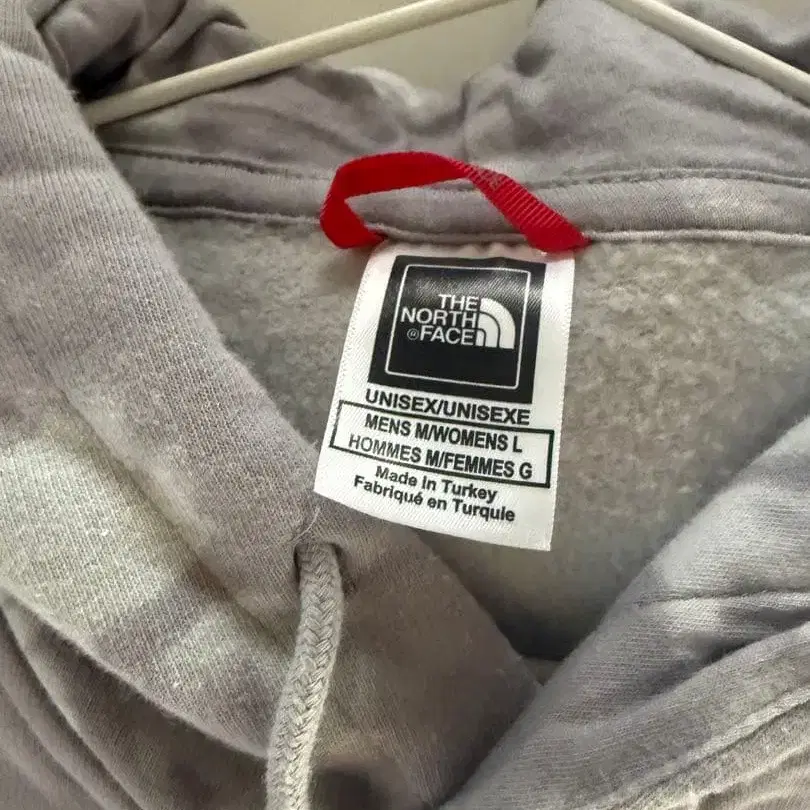 THE
NORTH
®FACE
UNISEX/UNISEXE
MENS M/WOMENS L
HOMMES M/FEMMES G
Made In Turkey
Fabriqué en Turquie